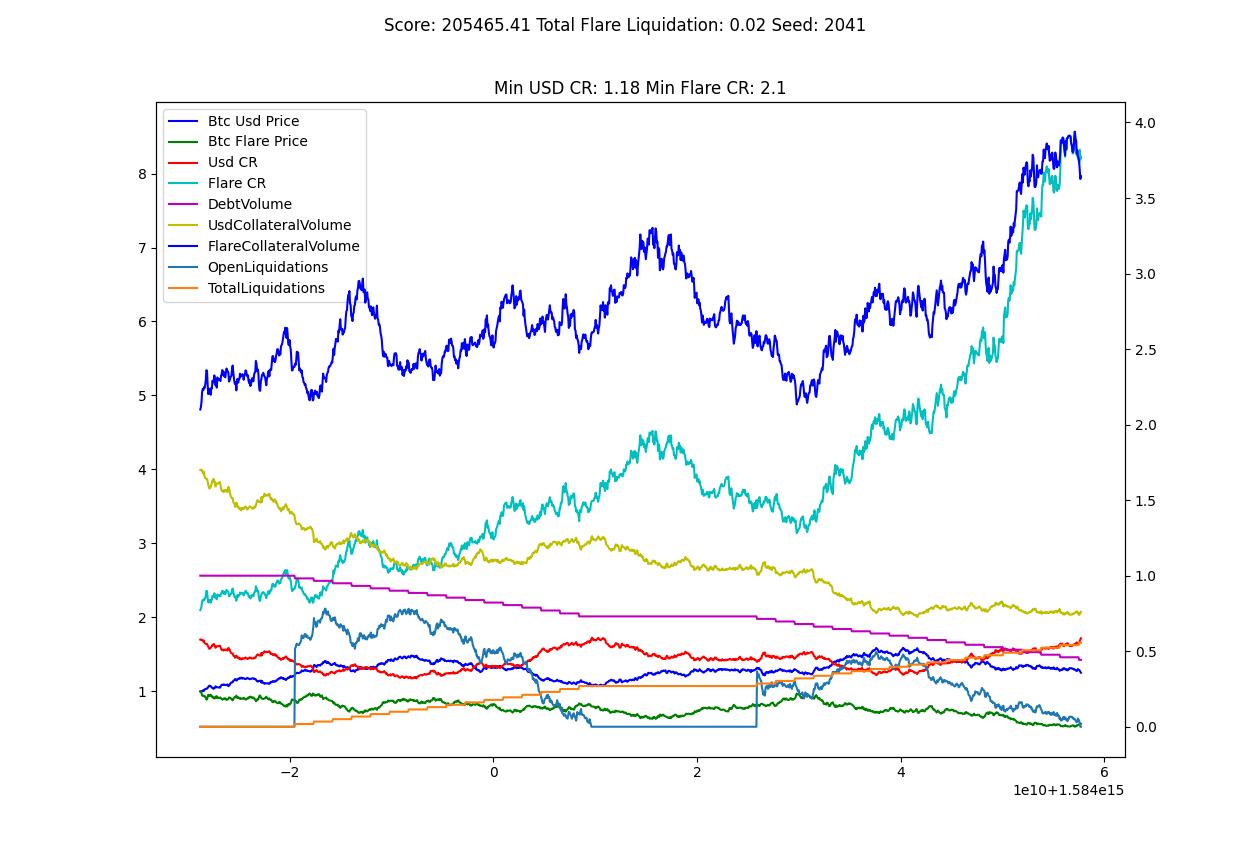 Score: 205465.41 Total Flare Liquidation: 0.02 Seed: 2041
Min USD CR: 1.18 Min Flare CR: 2.1
Btc Usd Price
Btc Flare Price
Usd CR
Flare CR
DebtVolume
UsdCollateralVolume
FlareCollateralVolume
OpenLiquidations
TotalLiquidations
8
7
6
5
4
3
2
1
4.0
3.5
3.0
2.5
2.0
1.5
1.0
0.5
0.0
−2
0
2
4
6
1e10+1.584e15